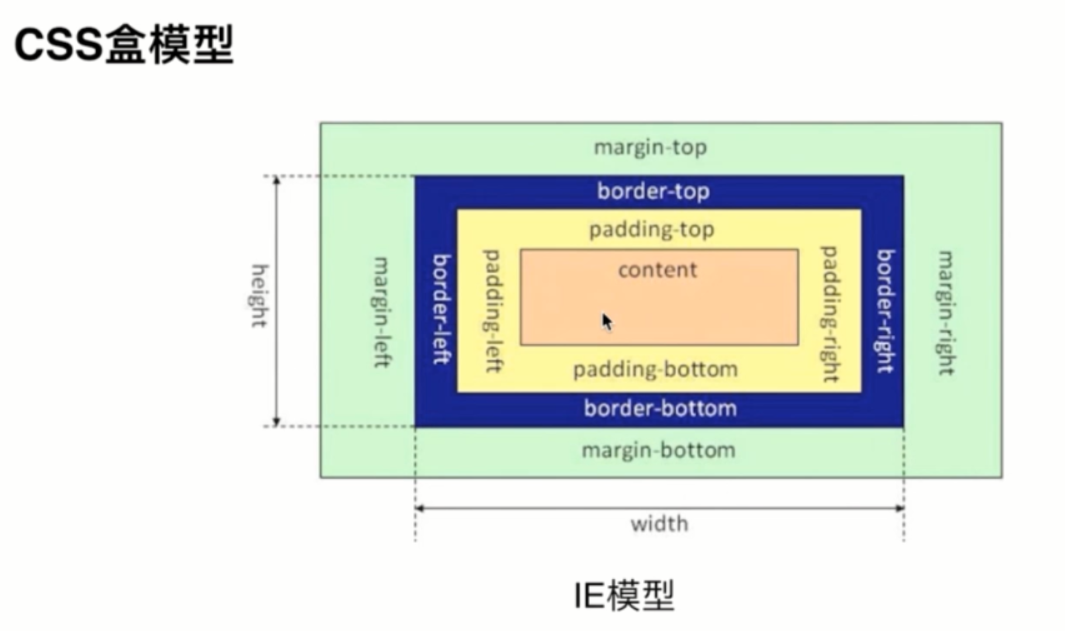 CSS盒模型
margin-top
border-top
padding-top
content
height
margin-left
border-left
padding-left
padding-right
border-right
margin-right
padding-bottom
border-bottom
margin-bottom
width
IE模型